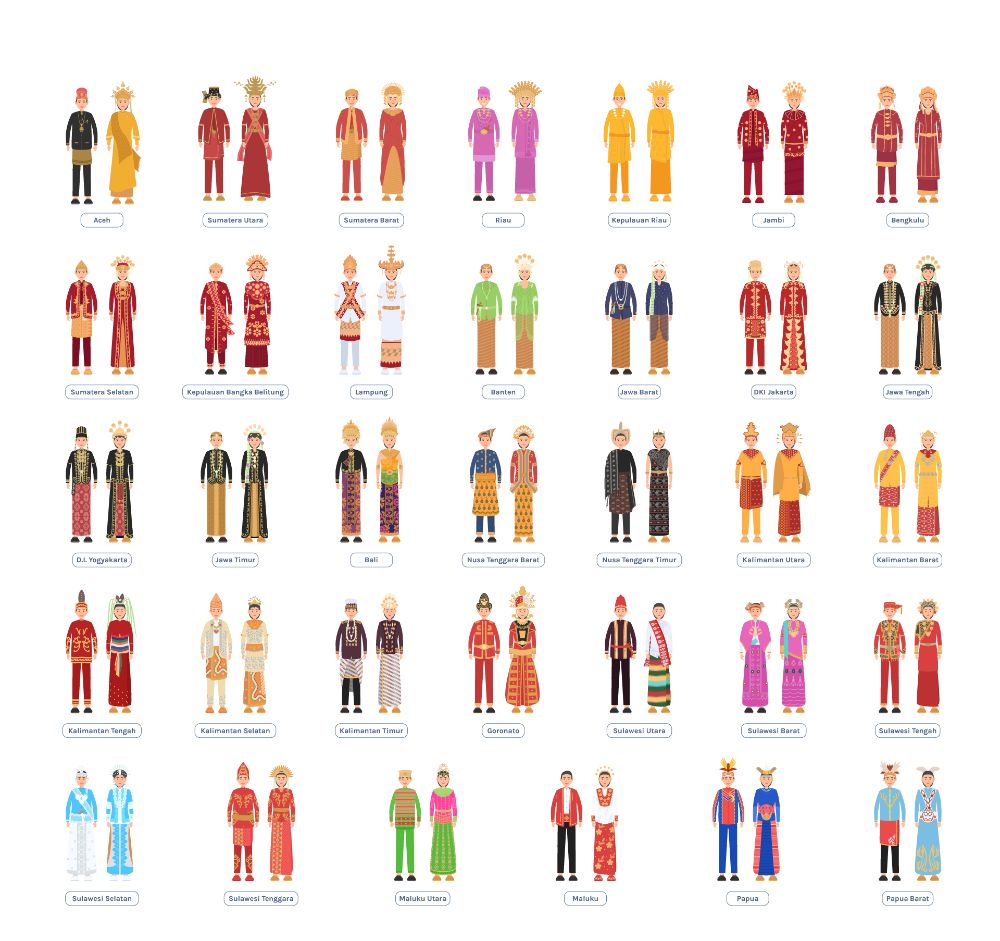 Aceh
Sumatera Utara
Sumatera Barat
Riau
Kepulauan Riau
Jambi
Bengkulu
Sumatera Selatan
Kepulauan Bangka Belitung
Lampung
Banten
Jawa Barat
DKI Jakarta
Jawa Tengah
D.I. Yogyakarta
Jawa Timur
Bali
Nusa Tenggara Barat
Nusa Tenggara Timur
Kalimantan Utara
Kalimantan Barat
Kalimantan Tengah
Kalimantan Selatan
Kalimantan Timur
Goronato
Sulawesi Utara
Sulawesi Barat
Sulawesi Tengah
Sulawesi Selatan
Sulawesi Tenggara
Maluku Utara
Maluku
Papua
Papua Barat